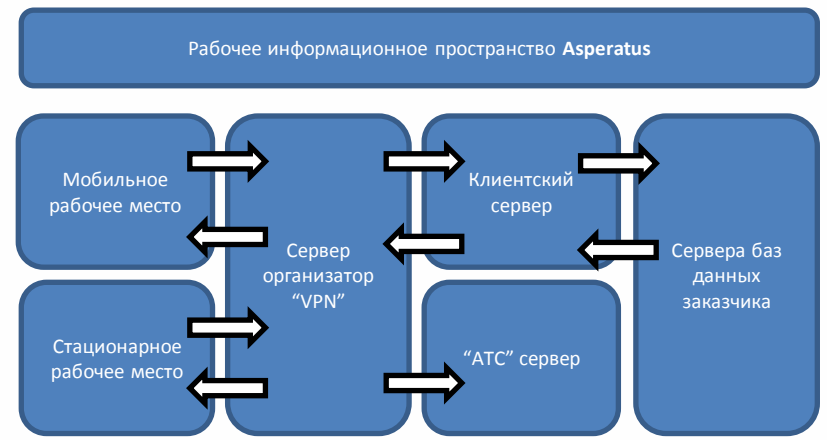 Рабочее информационное пространство Asperatus
Мобильное
рабочее место
Стационарное
рабочее место
Сервер
организатор
“VPN”
Клиентский
сервер
“АТС” сервер
Сервера баз
данных
заказчика